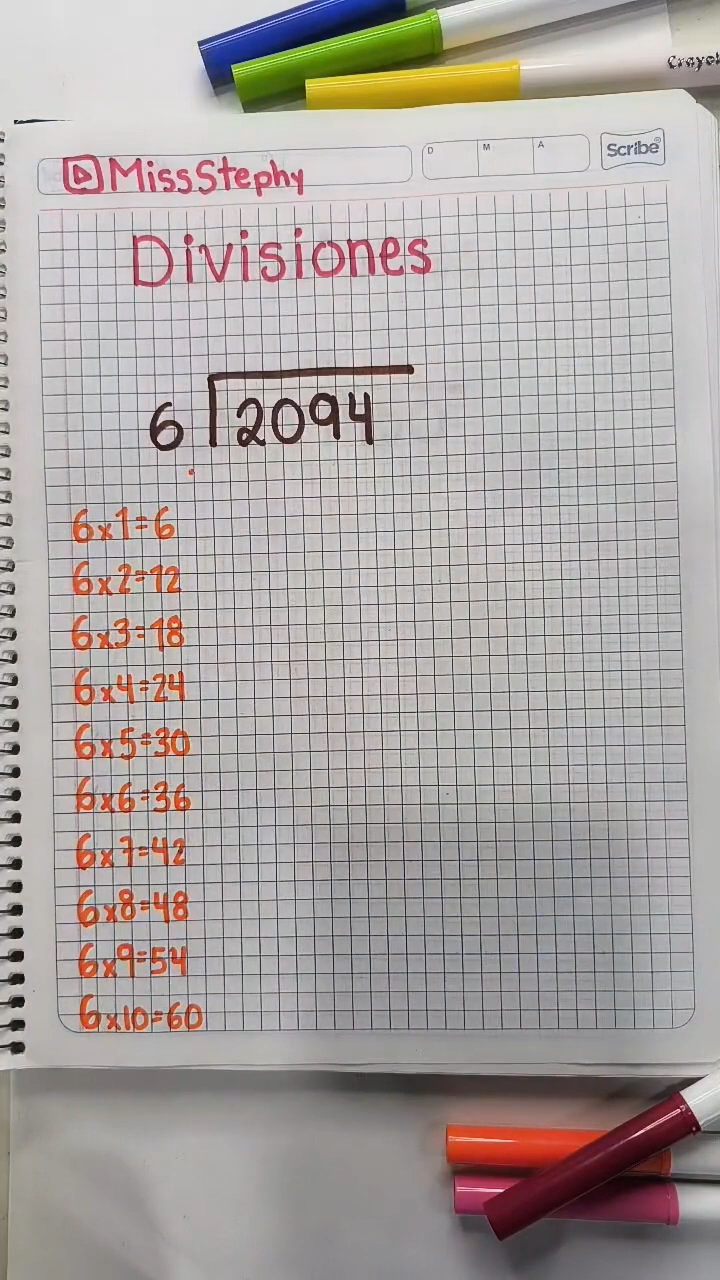 Crayol
D M A Scribe®
MissStephy
Divisiones
6 2094
6x1=6
6x2=12
6x3=18
6x4=24
6x5=30
6x6=36
6x7=42
6x8=48
6x9=54
6x10=60